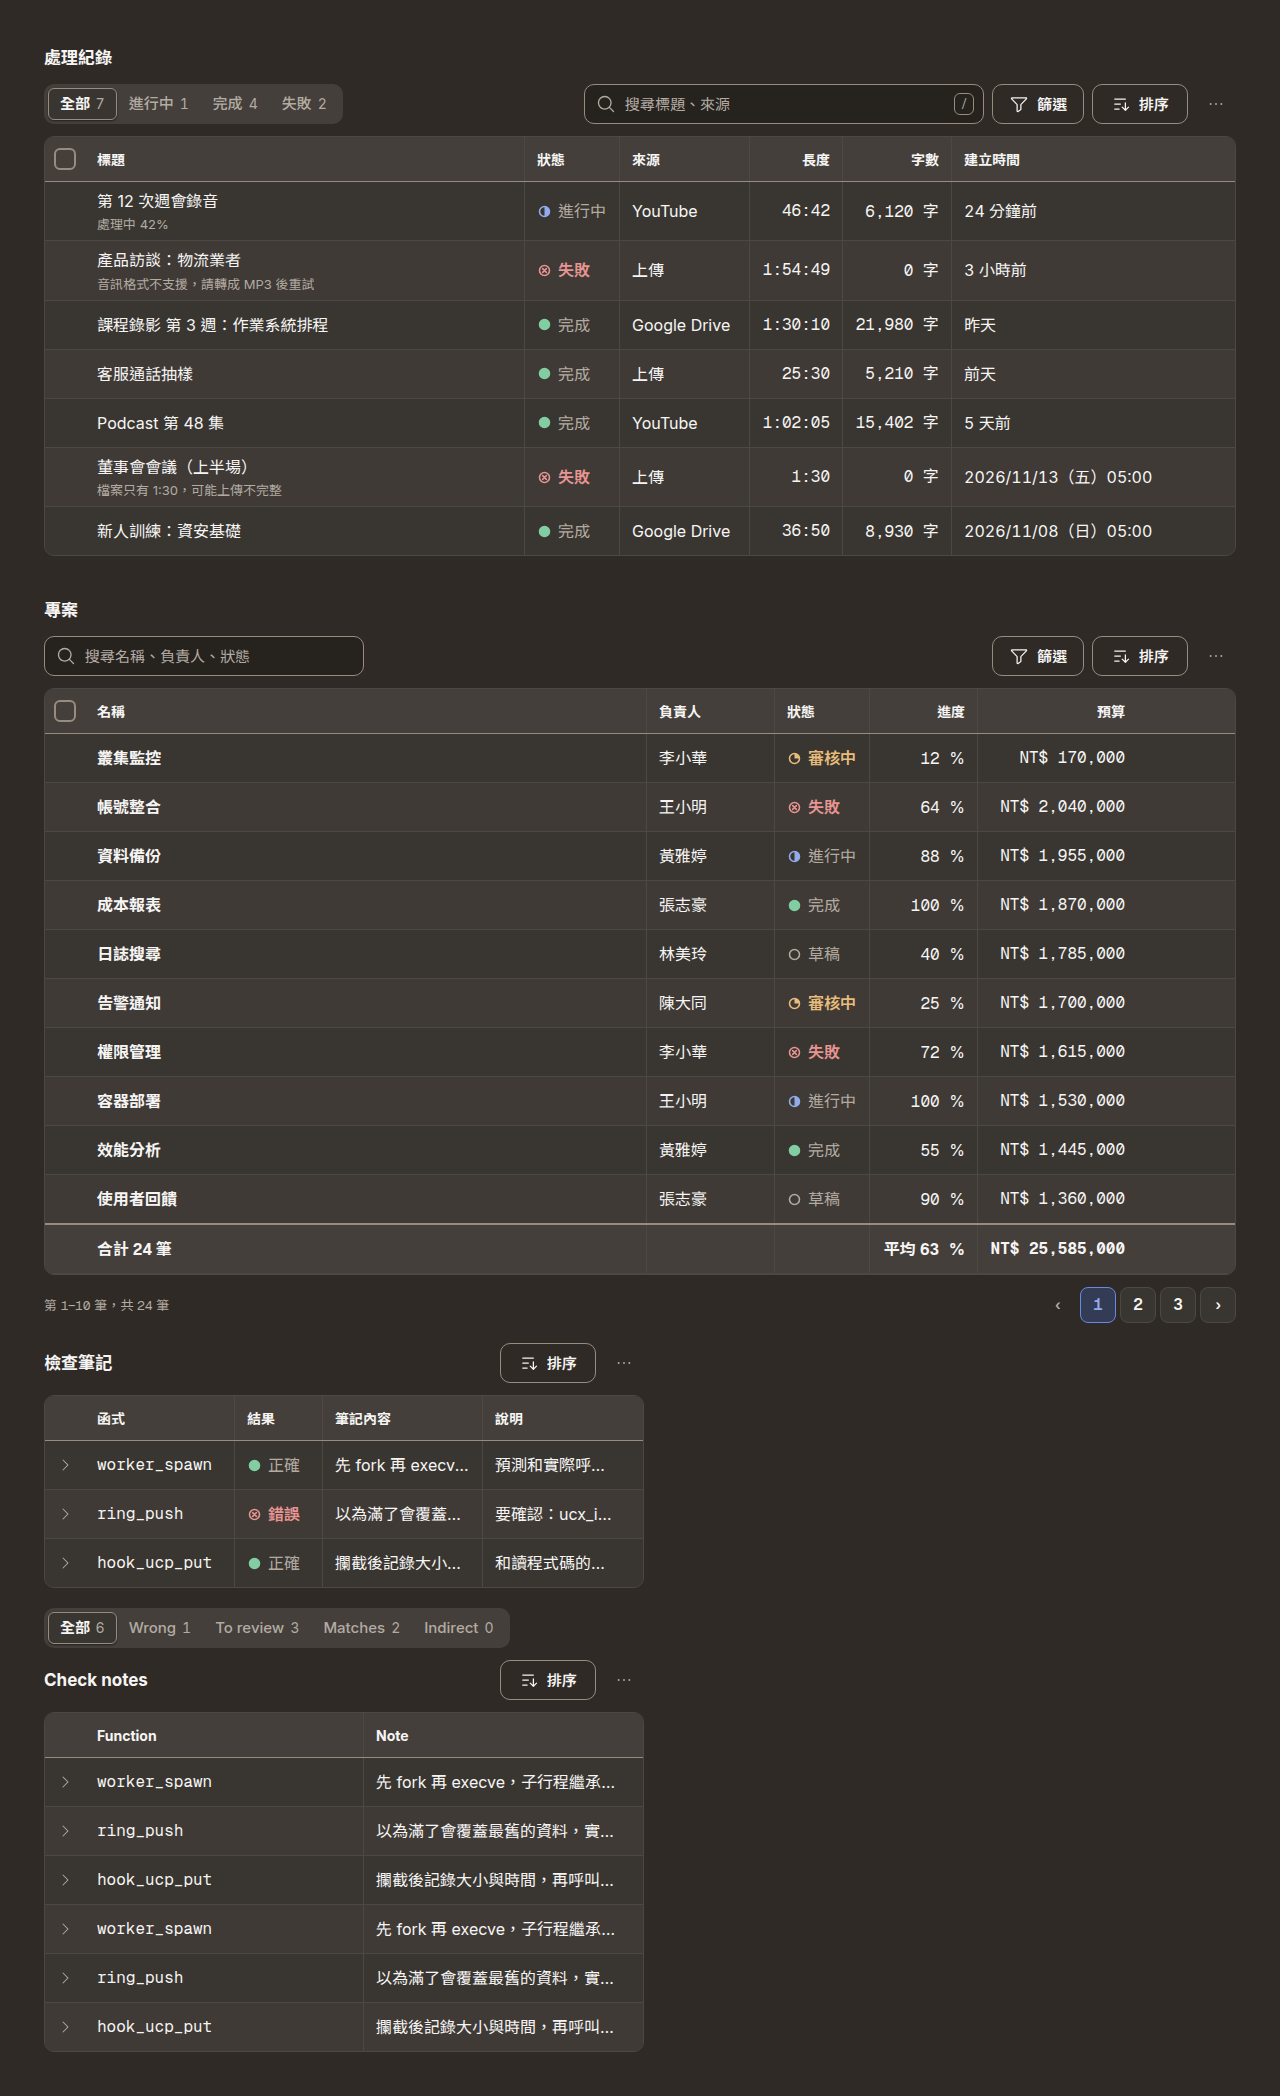 處理紀錄
全部 7 進行中 1 完成 4 失敗 2 搜尋標題、來源 / 篩選 排序 ···
標題 狀態 來源 長度 字數 建立時間
第 12 次週會錄音 進行中 YouTube 46:42 6,120 字 24 分鐘前
處理中 42%
產品訪談：物流業者 失敗 上傳 1:54:49 0 字 3 小時前
音訊格式不支援，請轉成 MP3 後重試
課程錄影 第 3 週：作業系統排程 完成 Google Drive 1:30:10 21,980 字 昨天
客服通話抽樣 完成 上傳 25:30 5,210 字 前天
Podcast 第 48 集 完成 YouTube 1:02:05 15,402 字 5 天前
董事會會議（上半場） 失敗 上傳 1:30 0 字 2026/11/13（五）05:00
檔案只有 1:30，可能上傳不完整
新人訓練：資安基礎 完成 Google Drive 36:50 8,930 字 2026/11/08（日）05:00
專案
搜尋名稱、負責人、狀態 篩選 排序 ···
名稱 負責人 狀態 進度 預算
叢集監控 李小華 審核中 12 % NT$ 170,000
帳號整合 王小明 失敗 64 % NT$ 2,040,000
資料備份 黃雅婷 進行中 88 % NT$ 1,955,000
成本報表 張志豪 完成 100 % NT$ 1,870,000
日誌搜尋 林美玲 草稿 40 % NT$ 1,785,000
告警通知 陳大同 審核中 25 % NT$ 1,700,000
權限管理 李小華 失敗 72 % NT$ 1,615,000
容器部署 王小明 進行中 100 % NT$ 1,530,000
效能分析 黃雅婷 完成 55 % NT$ 1,445,000
使用者回饋 張志豪 草稿 90 % NT$ 1,360,000
合計 24 筆 平均 63 % NT$ 25,585,000
第 1–10 筆，共 24 筆 ‹ 1 2 3 ›
檢查筆記 排序 ···
函式 結果 筆記內容 說明
worker_spawn 正確 先 fork 再 execv... 預測和實際呼...
ring_push 錯誤 以為滿了會覆蓋... 要確認：ucx_i...
hook_ucp_put 正確 攔截後記錄大小... 和讀程式碼的...
全部 6 Wrong 1 To review 3 Matches 2 Indirect 0
Check notes 排序 ···
Function Note
worker_spawn 先 fork 再 execve，子行程繼承...
ring_push 以為滿了會覆蓋最舊的資料，實...
hook_ucp_put 攔截後記錄大小與時間，再呼叫...
worker_spawn 先 fork 再 execve，子行程繼承...
ring_push 以為滿了會覆蓋最舊的資料，實...
hook_ucp_put 攔截後記錄大小與時間，再呼叫...